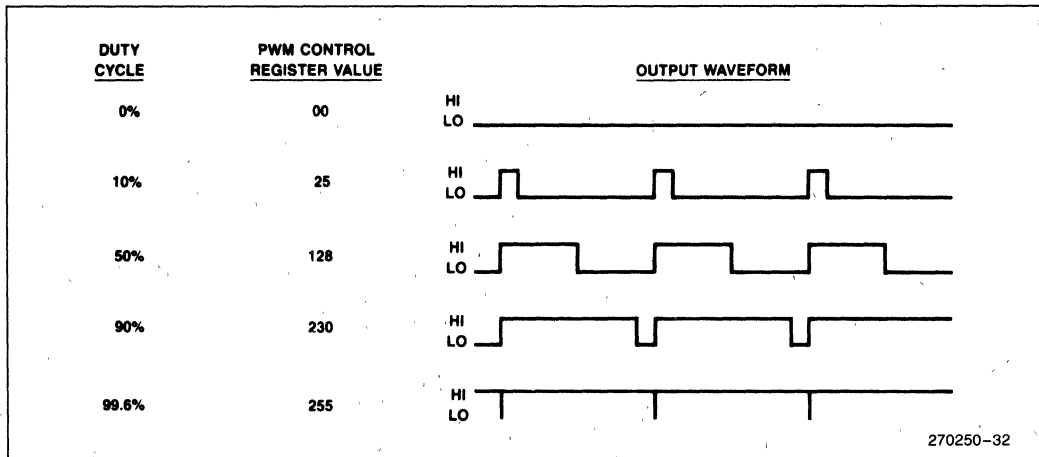 DUTY CYCLE
PWM CONTROL REGISTER VALUE
OUTPUT WAVEFORM
0% 00 HI LO
10% 25 HI LO
50% 128 HI LO
90% 230 HI LO
99.6% 255 HI LO
270250-32